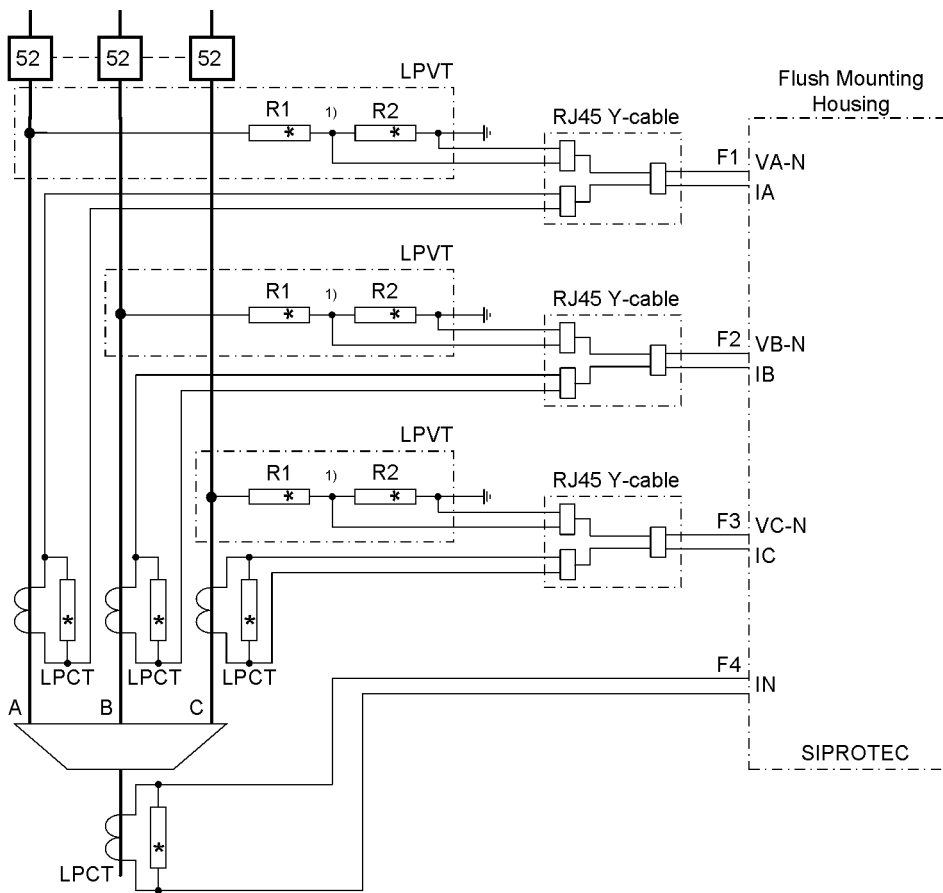 52
52
52
LPVT
R1
1)
R2
*
*
RJ45 Y-cable
Flush Mounting
Housing
F1
VA-N
IA
LPVT
R1
1)
R2
*
*
RJ45 Y-cable
F2
VB-N
IB
LPVT
R1
1)
R2
*
*
RJ45 Y-cable
F3
VC-N
IC
*
*
*
LPCT
LPCT
LPCT
F4
IN
A
B
C
SIPROTEC
*
LPCT